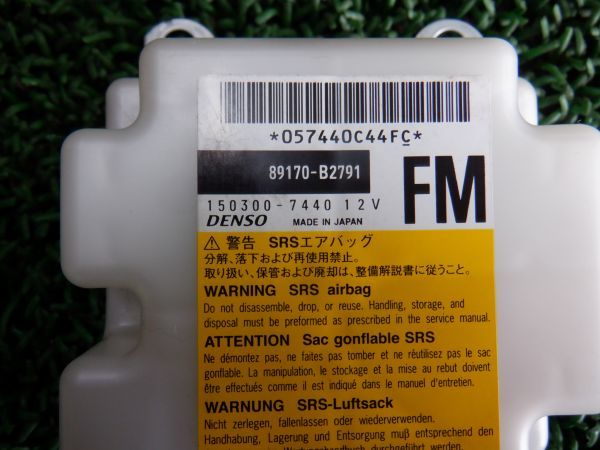 *057440C44FC*
89170-B2791
FM
150300-7440 12V
DENSO MADE IN JAPAN
警告 SRSエアバッグ
分解、落下および再使用禁止。
取り扱い、保管および廃却は、整備解説書に従うこと。
WARNING SRS airbag
Do not disassemble, drop, or reuse. Handling, storage, and
disposal must be preformed as prescribed in the service manual.
ATTENTION Sac gonflable SRS
Ne démontez pas, ne faites pas tomber et ne réutilisez pas le sac
gonflable. La manipulation, le stockage et la mise au rebut doivent
être effectués comme il est indiqué dans le manuel d'entretien.
WARNUNG SRS-Luftsack
Nicht zerlegen, fallenlassen oder wiederverwenden.
Handhabung, Lagerung und Entsorgung muß entsprechend den